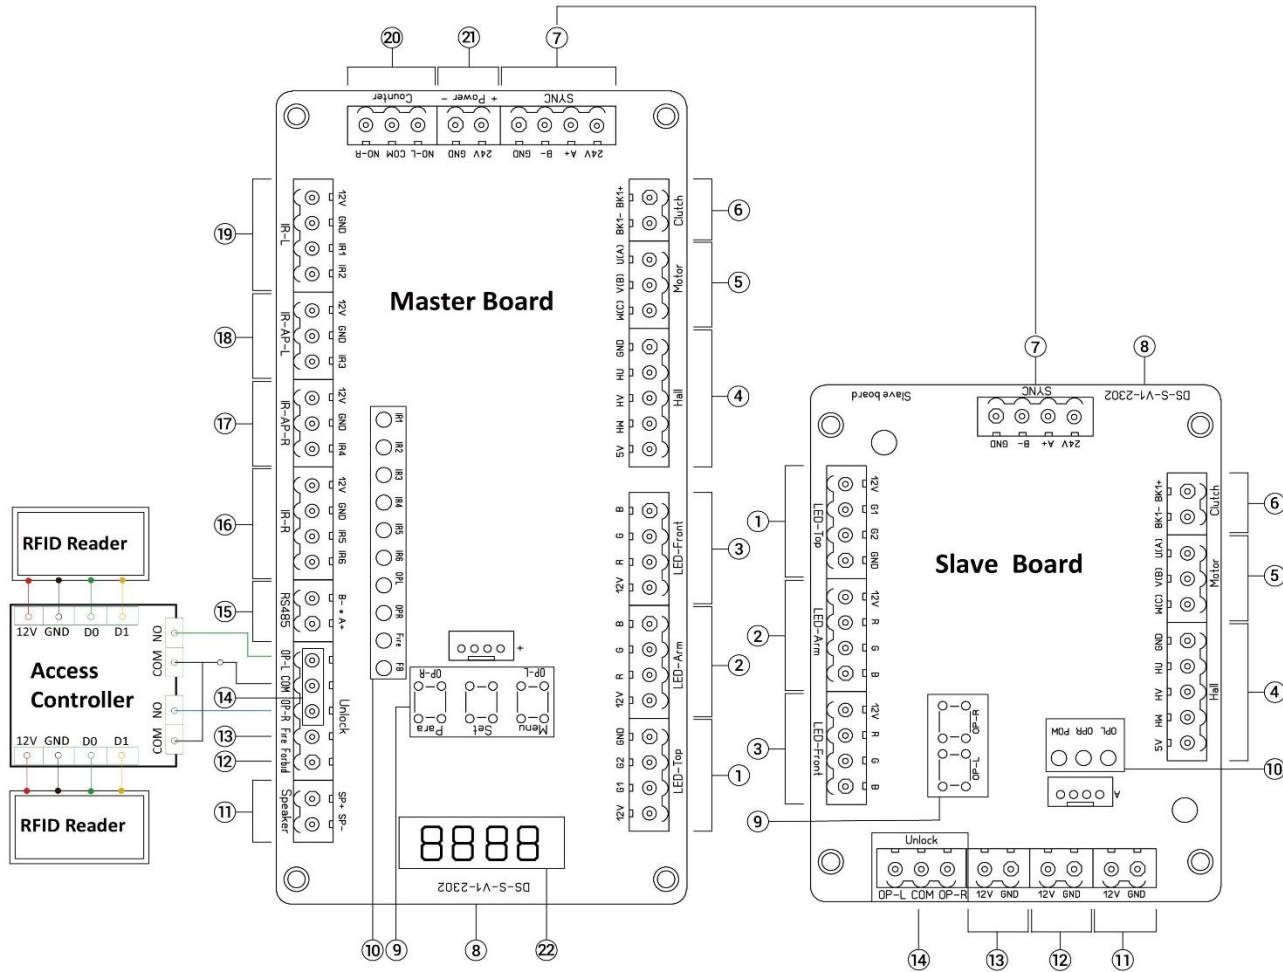 ⑳ ㉑ ⑦
Counter + Power - SYNC
NO-R COM NO-L GND 24V GND B- A+ 24V
⑲
IR-L
12V
GND
IR1
IR2
⑱
IR-AP-L
12V
GND
IR3
⑰
IR-AP-R
12V
GND
IR4
⑯
IR-R
12V
GND
IR5
IR6
⑮
RS485
B-
A+
⑭
OP-L
COM
OP-R
Unlock
⑬
Fire
⑫
Forbid
⑪
Speaker
SP+
SP-
Master Board
IR1
IR2
IR3
IR4
IR5
IR6
OPL
OPR
Fire
FB
+
OP-R OP-L
Para Set Menu
8888
DS-S-V1-2302
⑩ ⑨ ⑧ ㉒
BK1+
BK1-
Clutch
⑥
U(A)
V(B)
W(C)
Motor
⑤
GND
HU
HV
HW
5V
Hall
④
B
G
R
12V
LED-Front
③
B
G
R
12V
LED-Arm
②
GND
G2
G1
12V
LED-Top
①
RFID Reader
12V GND D0 D1
NO
COM
Access
Controller
NO
COM
12V GND D0 D1
RFID Reader
⑦ ⑧
Slave board SYNC DS-S-V1-2302
GND B- A+ 24V
①
LED-Top
12V
G1
G2
GND
②
LED-Arm
12V
R
G
B
③
LED-Front
12V
R
G
B
Slave Board
BK1+
BK1-
Clutch
⑥
U(A)
V(B)
W(C)
Motor
⑤
GND
HU
HV
HW
5V
Hall
④
OP-R
OP-L
⑨
POW OPR OPL
⑩
A
Unlock
OP-L COM OP-R 12V GND 12V GND 12V GND
⑭ ⑬ ⑫ ⑪